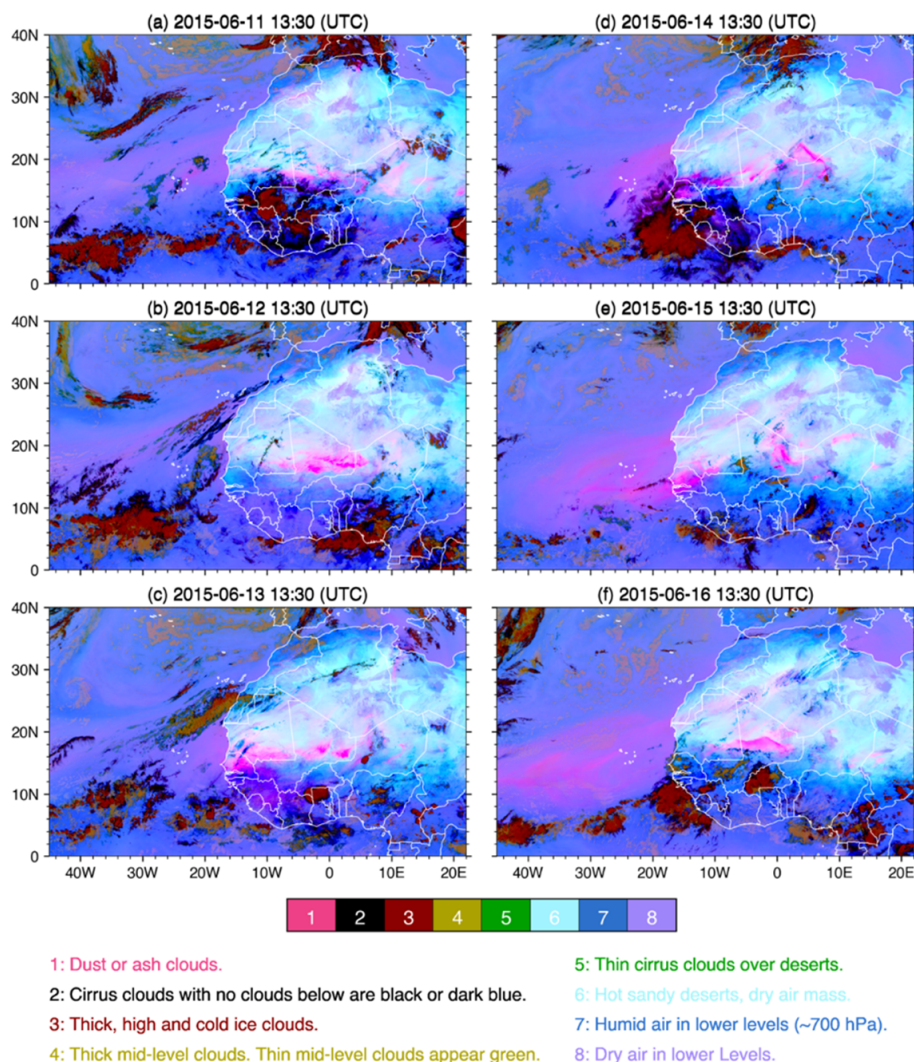 (a) 2015-06-11 13:30 (UTC)
(d) 2015-06-14 13:30 (UTC)
40N
30N
20N
10N
0
(b) 2015-06-12 13:30 (UTC)
(e) 2015-06-15 13:30 (UTC)
40N
30N
20N
10N
0
(c) 2015-06-13 13:30 (UTC)
(f) 2015-06-16 13:30 (UTC)
40N
30N
20N
10N
0
40W 30W 20W 10W 0 10E 20E
40W 30W 20W 10W 0 10E 20E
1 2 3 4 5 6 7 8
1: Dust or ash clouds.
2: Cirrus clouds with no clouds below are black or dark blue.
3: Thick, high and cold ice clouds.
4: Thick mid-level clouds. Thin mid-level clouds appear green.
5: Thin cirrus clouds over deserts.
6: Hot sandy deserts, dry air mass.
7: Humid air in lower levels (~700 hPa).
8: Dry air in lower Levels.